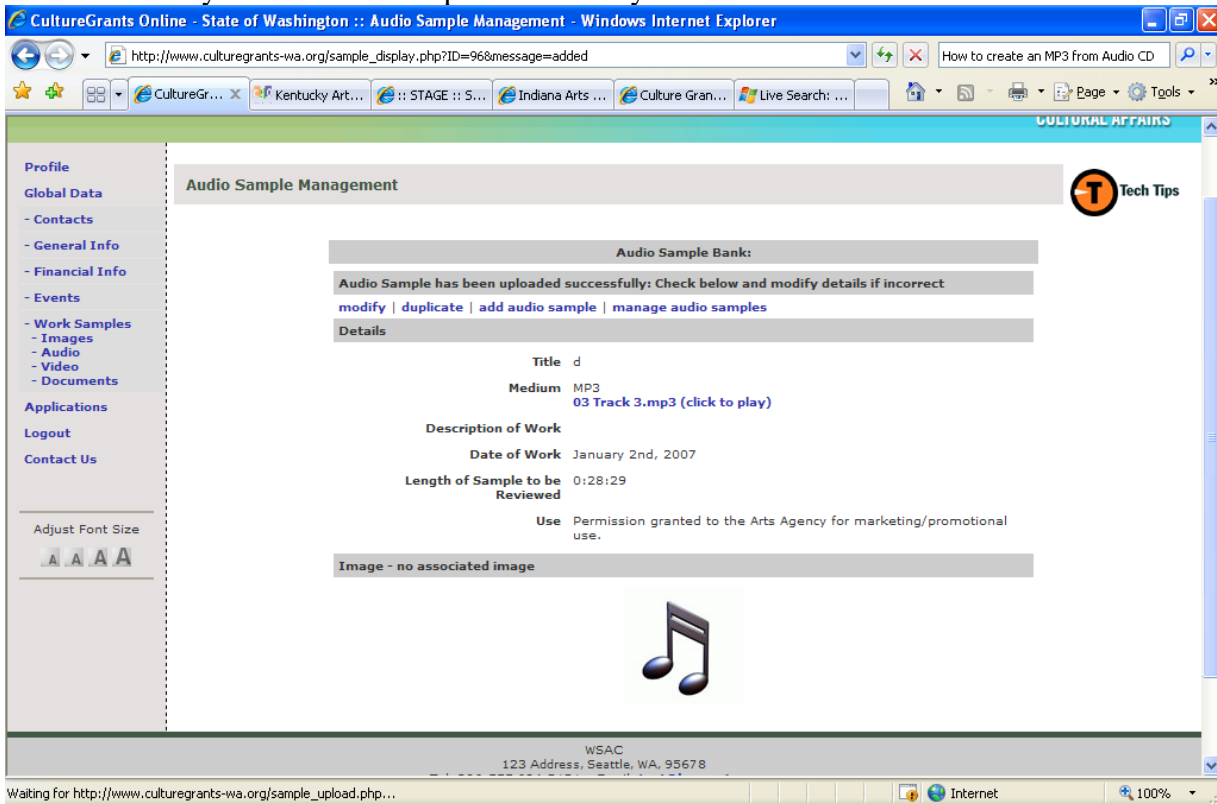 CultureGrants Online - State of Washington :: Audio Sample Management - Windows Internet Explorer
http://www.culturegrants-wa.org/sample_display.php?ID=96&message=added
How to create an MP3 from Audio CD
CultureGr...
Kentucky Art...
:: STAGE :: S...
Indiana Arts ...
Culture Gran...
Live Search: ...
Page
Tools
CULTURAL AFFAIRS
Profile
Global Data
- Contacts
- General Info
- Financial Info
- Events
- Work Samples
- Images
- Audio
- Video
- Documents
Applications
Logout
Contact Us
Adjust Font Size
A A A A
Audio Sample Management
T Tech Tips
Audio Sample Bank:
Audio Sample has been uploaded successfully: Check below and modify details if incorrect
modify | duplicate | add audio sample | manage audio samples
Details
Title d
Medium MP3
03 Track 3.mp3 (click to play)
Description of Work
Date of Work January 2nd, 2007
Length of Sample to be 0:28:29
Reviewed
Use Permission granted to the Arts Agency for marketing/promotional
use.
Image - no associated image
WSAC
123 Address, Seattle, WA, 95678
Waiting for http://www.culturegrants-wa.org/sample_upload.php...
Internet
100%